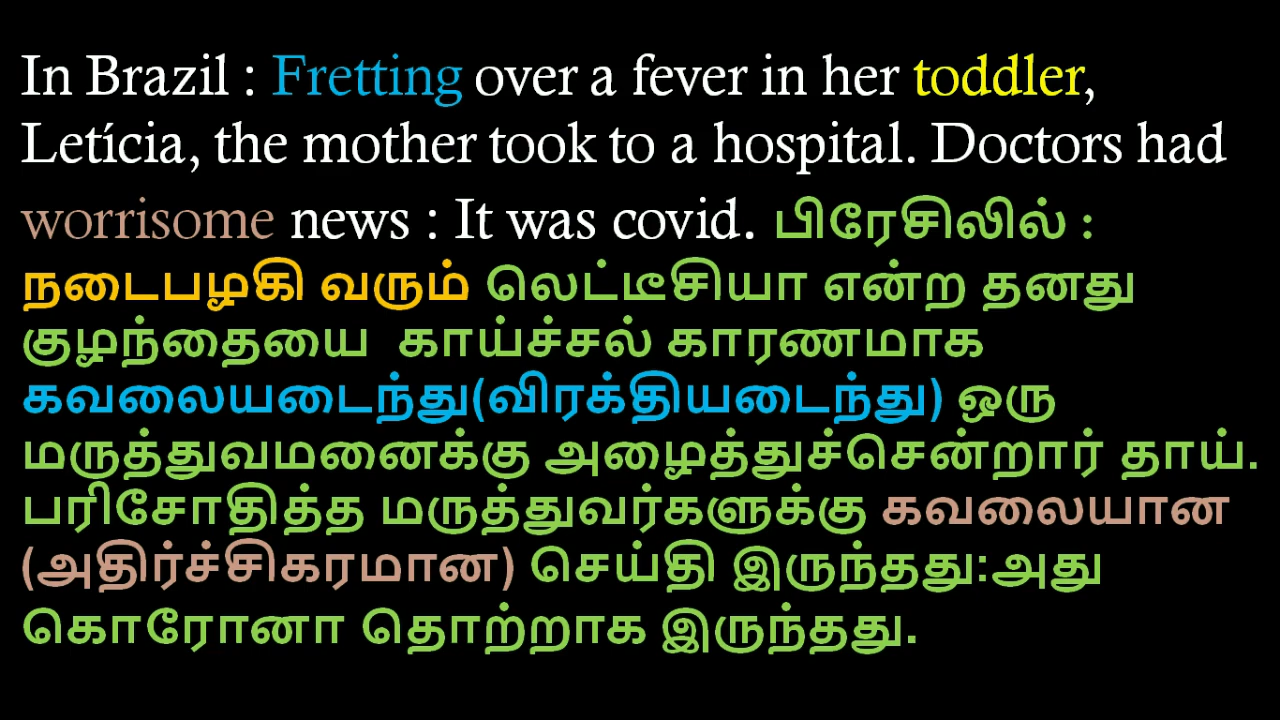 In Brazil : Fretting over a fever in her toddler,
Letícia, the mother took to a hospital. Doctors had
worrisome news : It was covid. பிரேசிலில் :
நடைபழகி வரும் லெட்டீசியா என்ற தனது
குழந்தையை காய்ச்சல் காரணமாக
கவலையடைந்து(விரக்தியடைந்து) ஒரு
மருத்துவமனைக்கு அழைத்துச்சென்றார் தாய்.
பரிசோதித்த மருத்துவர்களுக்கு கவலையான
(அதிர்ச்சிகரமான) செய்தி இருந்தது:அது
கொரோனா தொற்றாக இருந்தது.